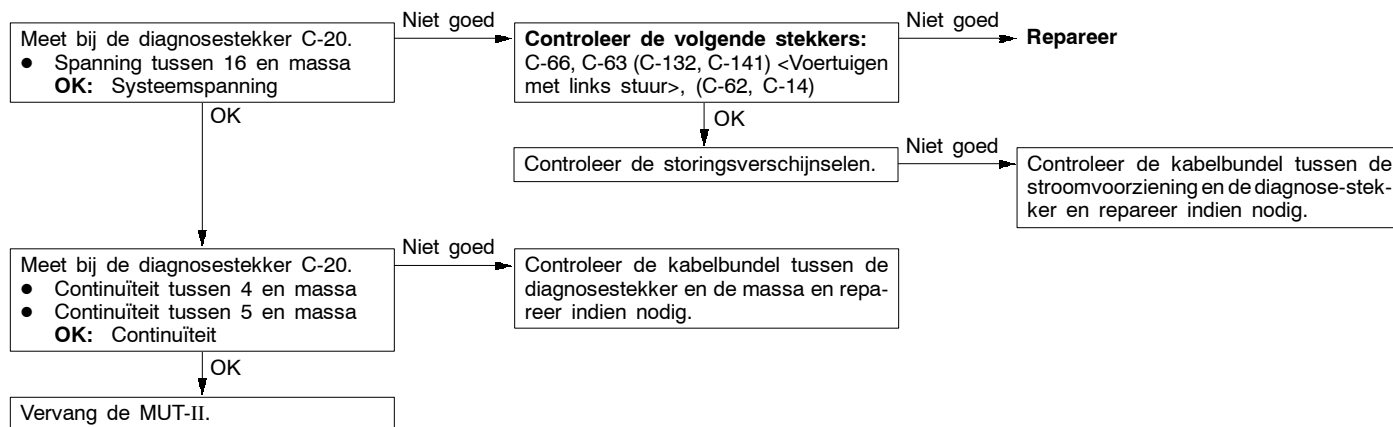 Meet bij de diagnosestekker C-20.
● Spanning tussen 16 en massa
OK: Systeemspanning
Niet goed
Controleer de volgende stekkers:
C-66, C-63 (C-132, C-141) <Voertuigen
met links stuur>, (C-62, C-14)
Niet goed
Repareer
OK
OK
Controleer de storingsverschijnselen.
Niet goed
Controleer de kabelbundel tussen de
stroomvoorziening en de diagnose-stek-
ker en repareer indien nodig.
Meet bij de diagnosestekker C-20.
● Continuïteit tussen 4 en massa
● Continuïteit tussen 5 en massa
OK: Continuïteit
Niet goed
Controleer de kabelbundel tussen de
diagnosestekker en de massa en repa-
reer indien nodig.
OK
Vervang de MUT-II.